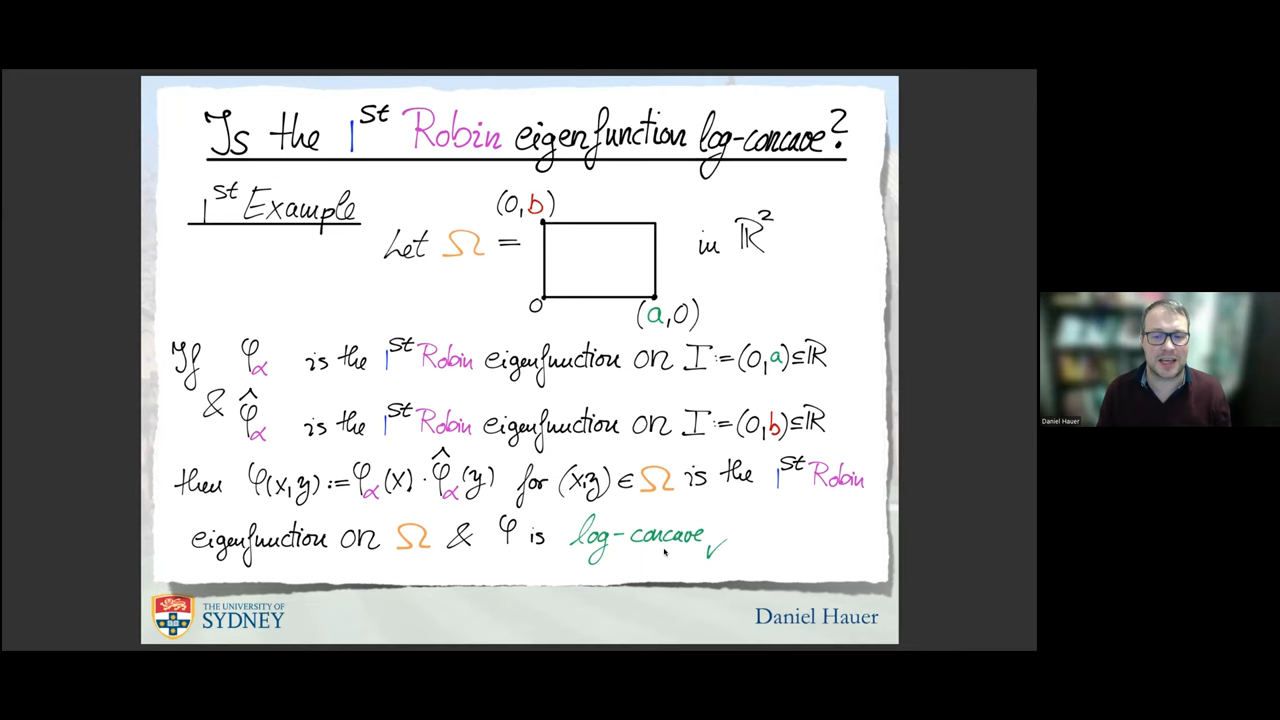 Is the 1st Robin eigenfunction log-concave?
1st Example
(0, b)
Let Ω = in ℝ²
0
(a, 0)
If φα is the 1st Robin eigenfunction on I := (0, a) ⊆ ℝ
& φ̂α is the 1st Robin eigenfunction on I := (0, b) ⊆ ℝ
then φ(x,y) := φα(x) · φ̂α(y) for (x,y) ∈ Ω is the 1st Robin
eigenfunction on Ω & φ is log-concave ✓
THE UNIVERSITY OF
SYDNEY
Daniel Hauer
Daniel Hauer